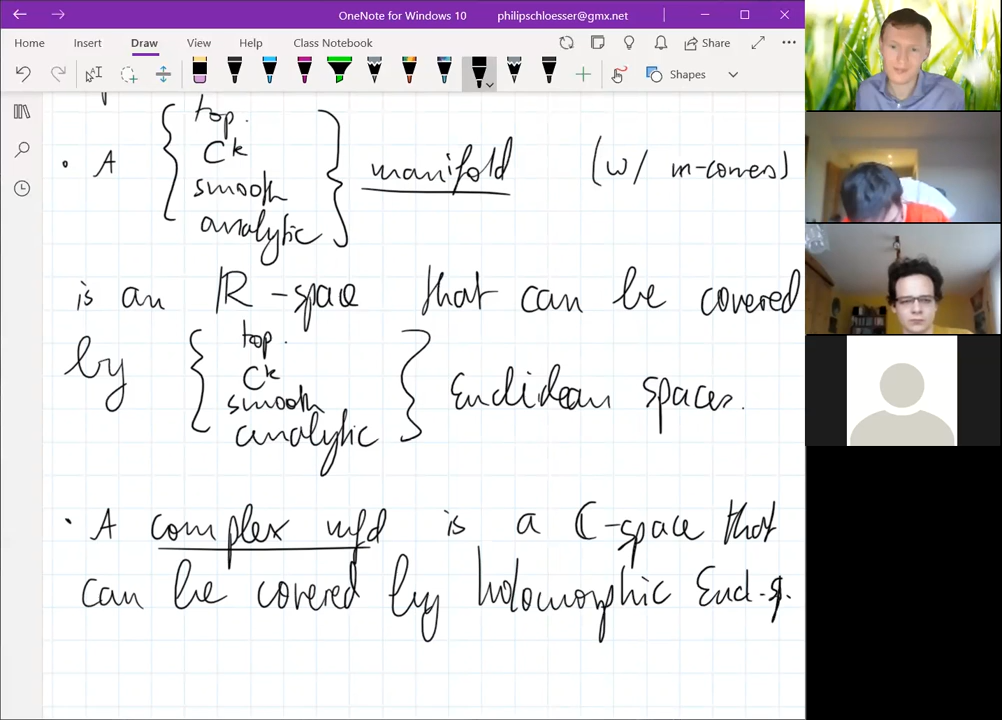 OneNote for Windows 10
philipschloesser@gmx.net
Home Insert Draw View Help Class Notebook Share
Shapes
• A { top. C^k smooth analytic } manifold (w/ m-corners)
is an ℝ-space that can be covered
by { top. C^k smooth analytic } Euclidean spaces.
• A complex mfd is a ℂ-space that
can be covered by holomorphic Eucl-sp.